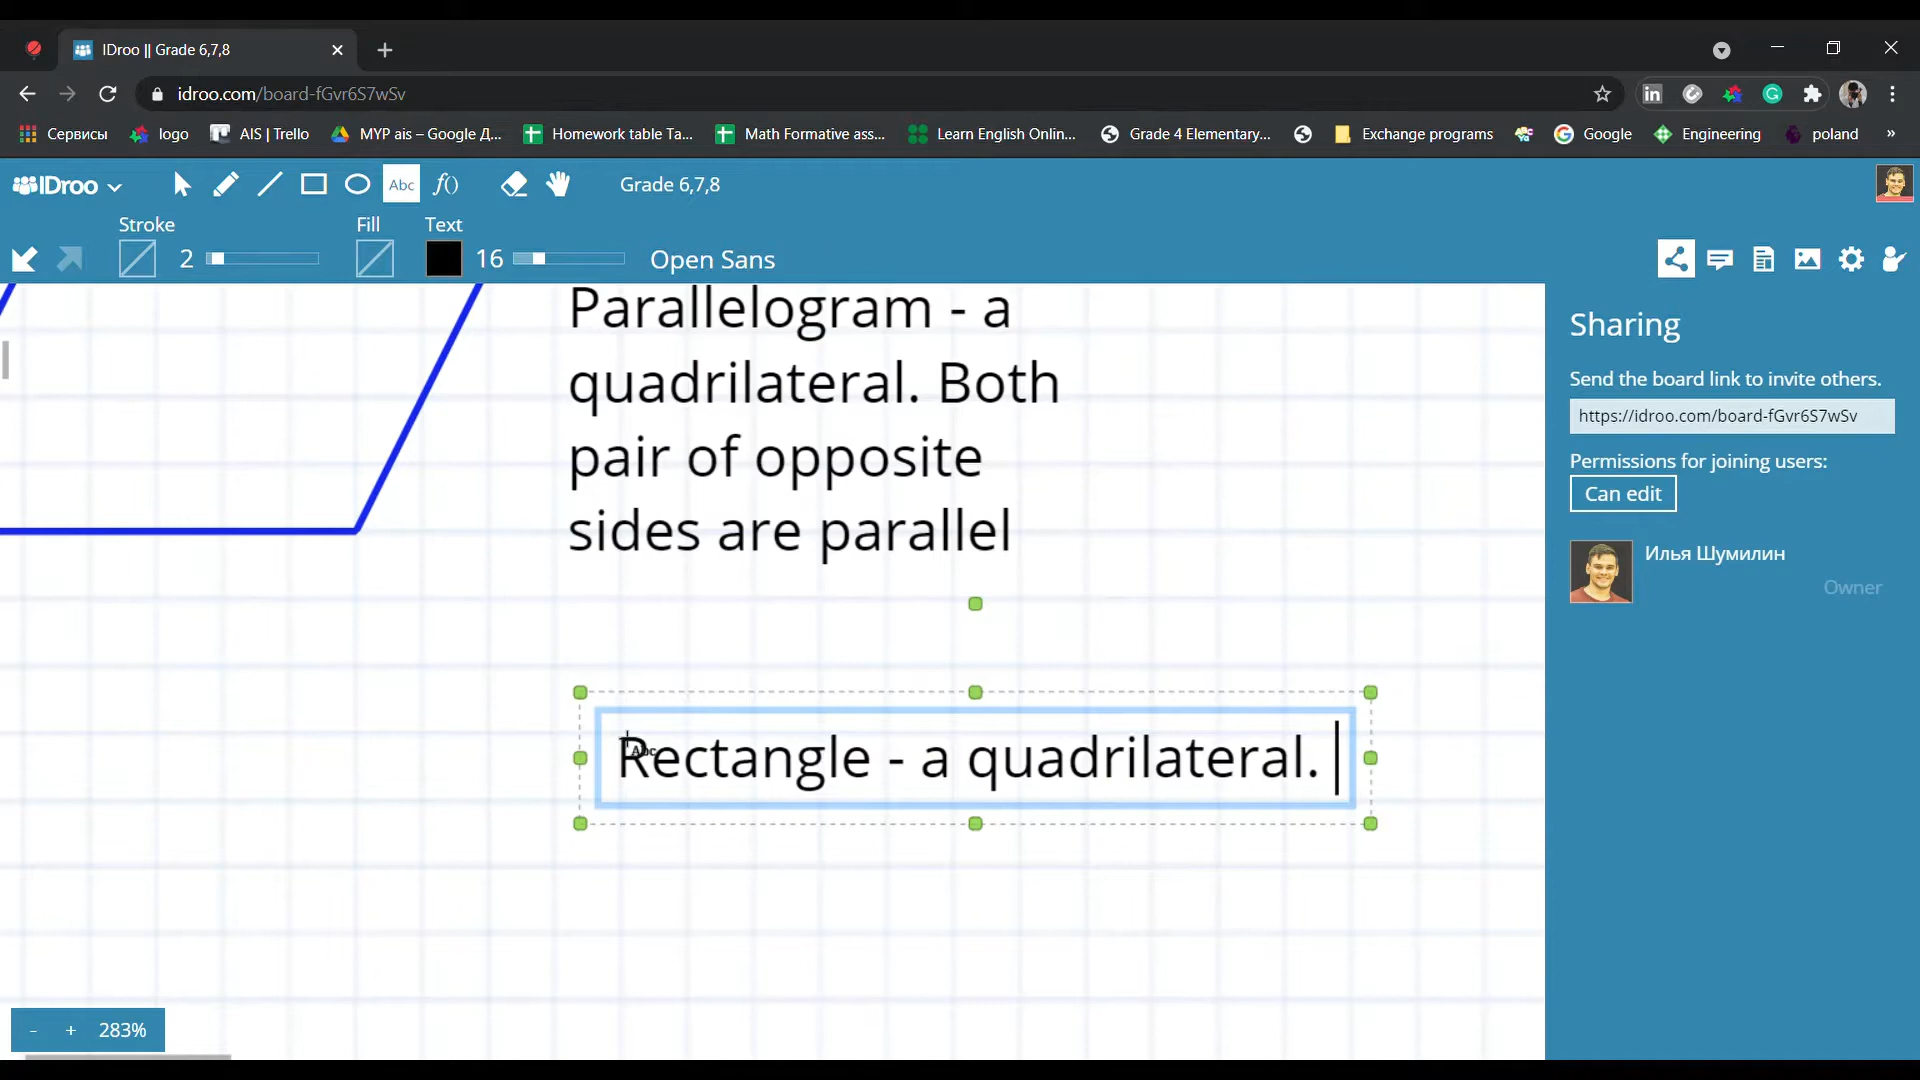 IDroo || Grade 6,7,8
idroo.com/board-fGvr6S7wSv
Сервисы
logo
AIS | Trello
MYP ais – Google Д...
Homework table Ta...
Math Formative ass...
Learn English Onlin...
Grade 4 Elementary...
Exchange programs
Google
Engineering
poland
»
IDroo
Abc
f()
Grade 6,7,8
Stroke
Fill
Text
2
16
Open Sans
Parallelogram - a
quadrilateral. Both
pair of opposite
sides are parallel
Rectangle - a quadrilateral.
Abc
Sharing
Send the board link to invite others.
https://idroo.com/board-fGvr6S7wSv
Permissions for joining users:
Can edit
Илья Шумилин
Owner
- + 283%